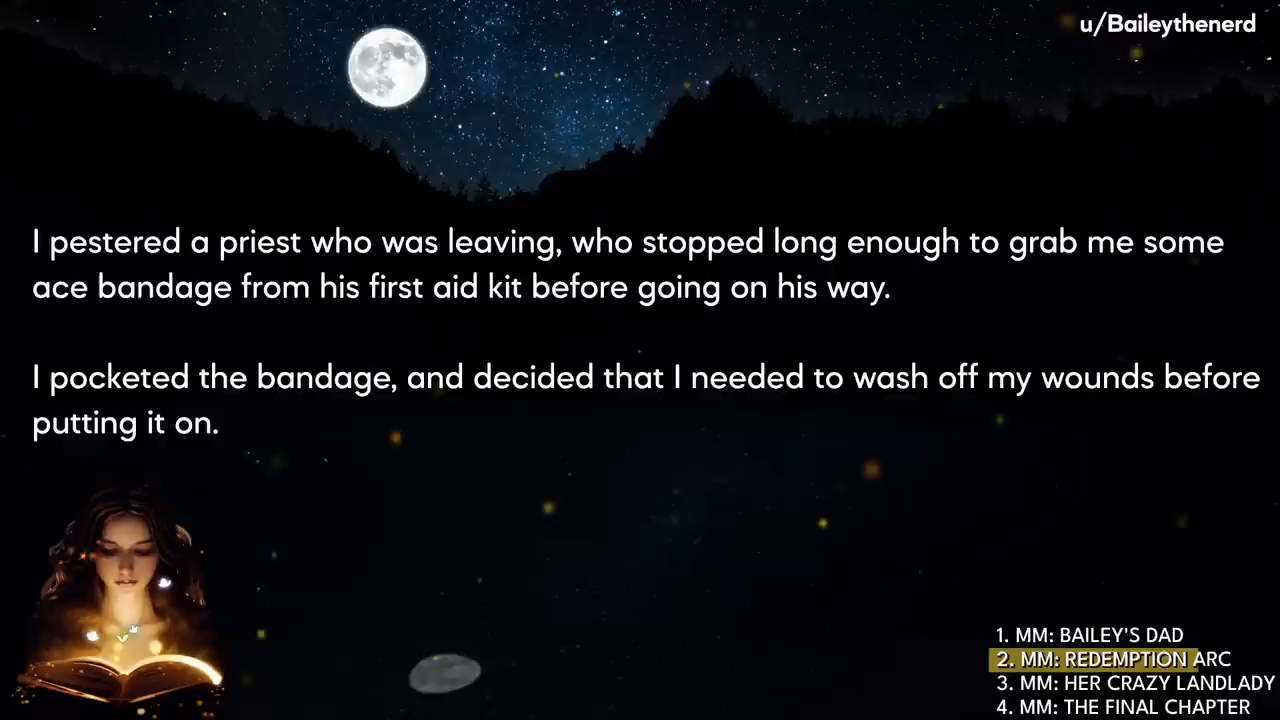 u/Baileythenerd
I pestered a priest who was leaving, who stopped long enough to grab me some
ace bandage from his first aid kit before going on his way.
I pocketed the bandage, and decided that I needed to wash off my wounds before
putting it on.
1. MM: BAILEY'S DAD
2. MM: REDEMPTION ARC
3. MM: HER CRAZY LANDLADY
4. MM: THE FINAL CHAPTER